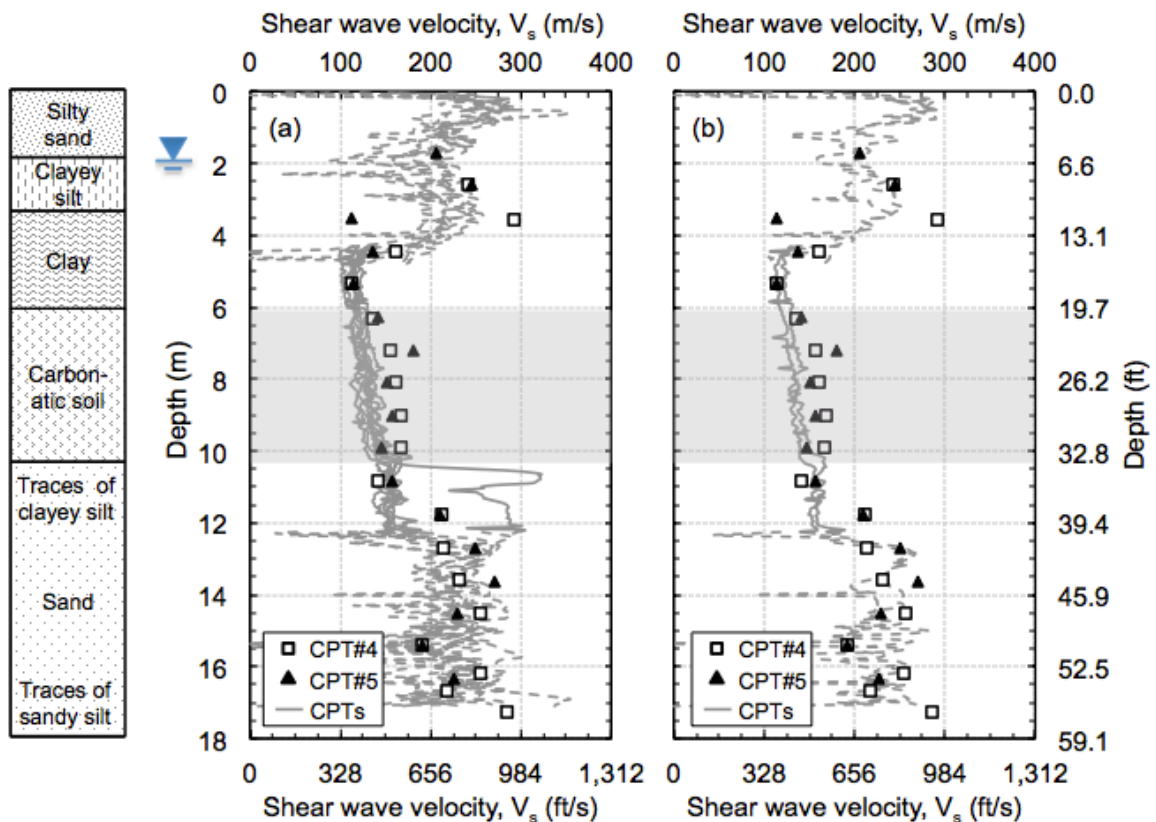 Shear wave velocity, Vs (m/s)
0 100 200 300 400
Shear wave velocity, Vs (m/s)
0 100 200 300 400
Silty
sand
Clayey
silt
Clay
Carbon-
atic soil
Traces of
clayey silt
Sand
Traces of
sandy silt
Depth (m)
0
2
4
6
8
10
12
14
16
18
(a)
CPT#4
CPT#5
CPTs
(b)
CPT#4
CPT#5
CPTs
0.0
6.6
13.1
19.7
26.2
32.8
39.4
45.9
52.5
59.1
Depth (ft)
0 328 656 984 1,312
Shear wave velocity, Vs (ft/s)
0 328 656 984 1,312
Shear wave velocity, Vs (ft/s)